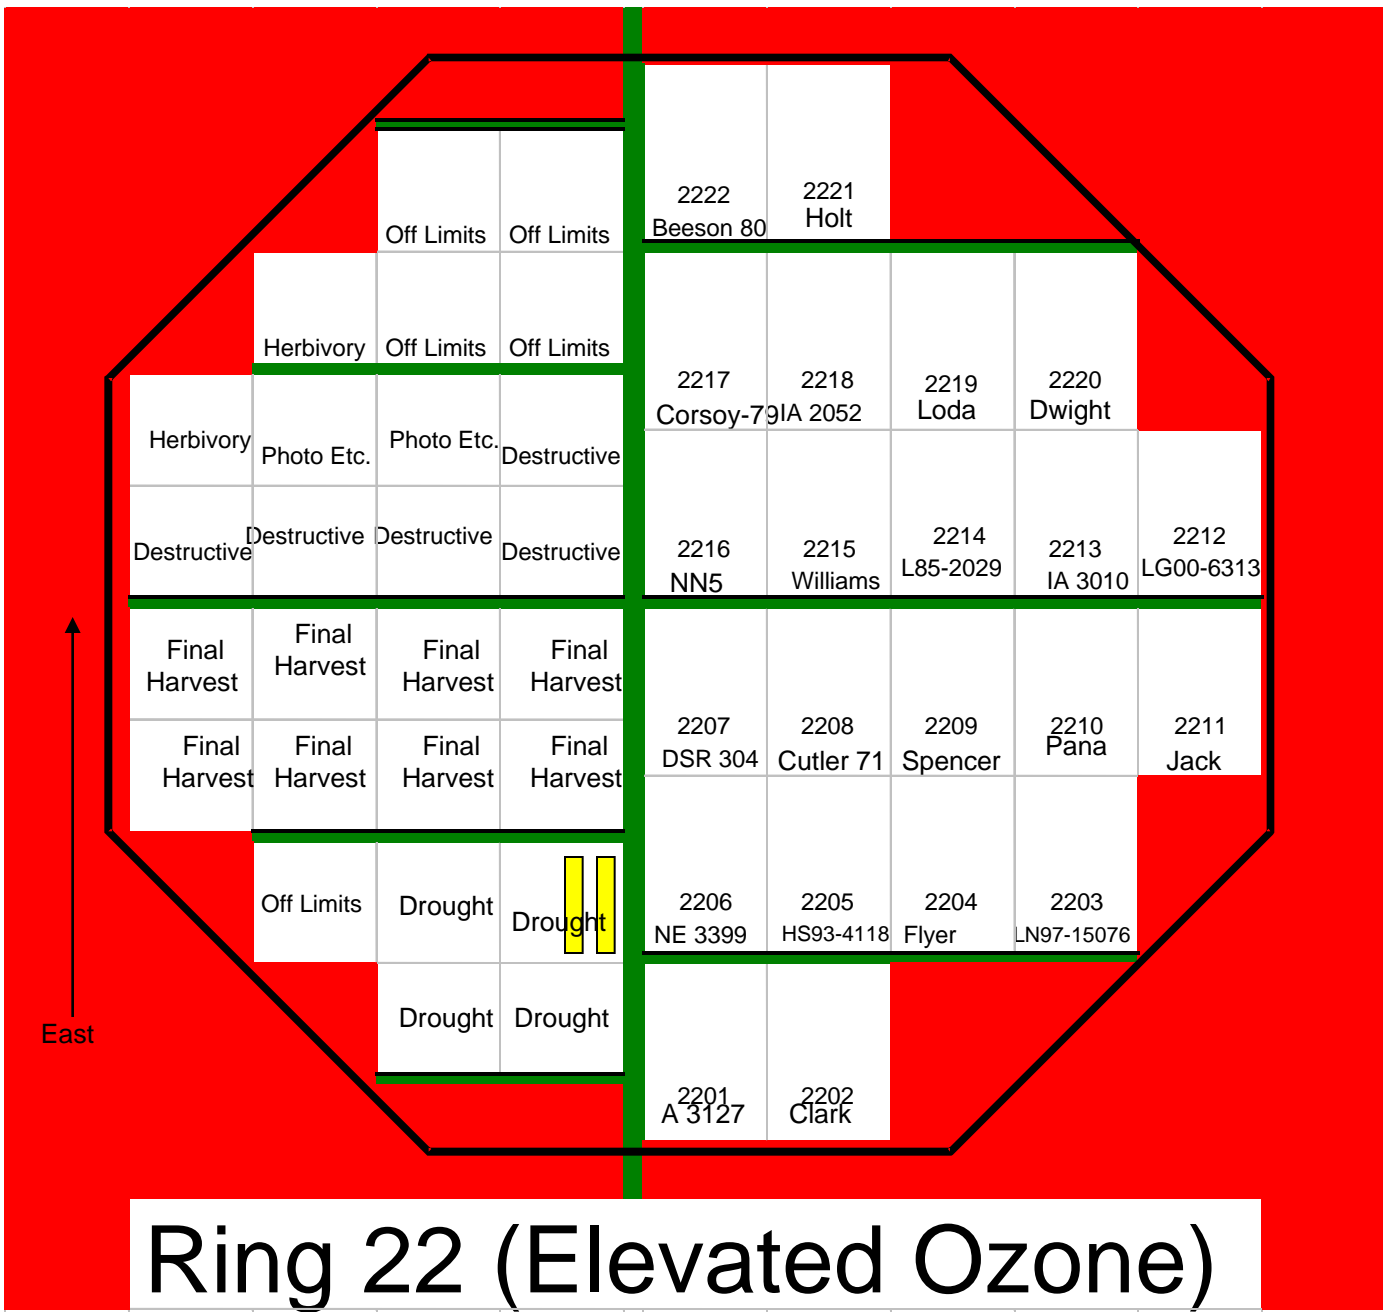 2222 2221
Beeson 80 Holt
Off Limits Off Limits
Herbivory Off Limits Off Limits
2217 2218 2219 2220
Corsoy-79 IA 2052 Loda Dwight
Herbivory Photo Etc. Photo Etc. Destructive
Destructive Destructive Destructive Destructive
2216 2215 2214 2213 2212
NN5 Williams L85-2029 IA 3010 LG00-6313
Final Final Final Final
Harvest Harvest Harvest Harvest
Final Final Final Final
Harvest Harvest Harvest Harvest
2207 2208 2209 2210 2211
DSR 304 Cutler 71 Spencer Pana Jack
Off Limits Drought Drought
2206 2205 2204 2203
NE 3399 HS93-4118 Flyer LN97-15076
Drought Drought
East
2201 2202
A 3127 Clark
Ring 22 (Elevated Ozone)